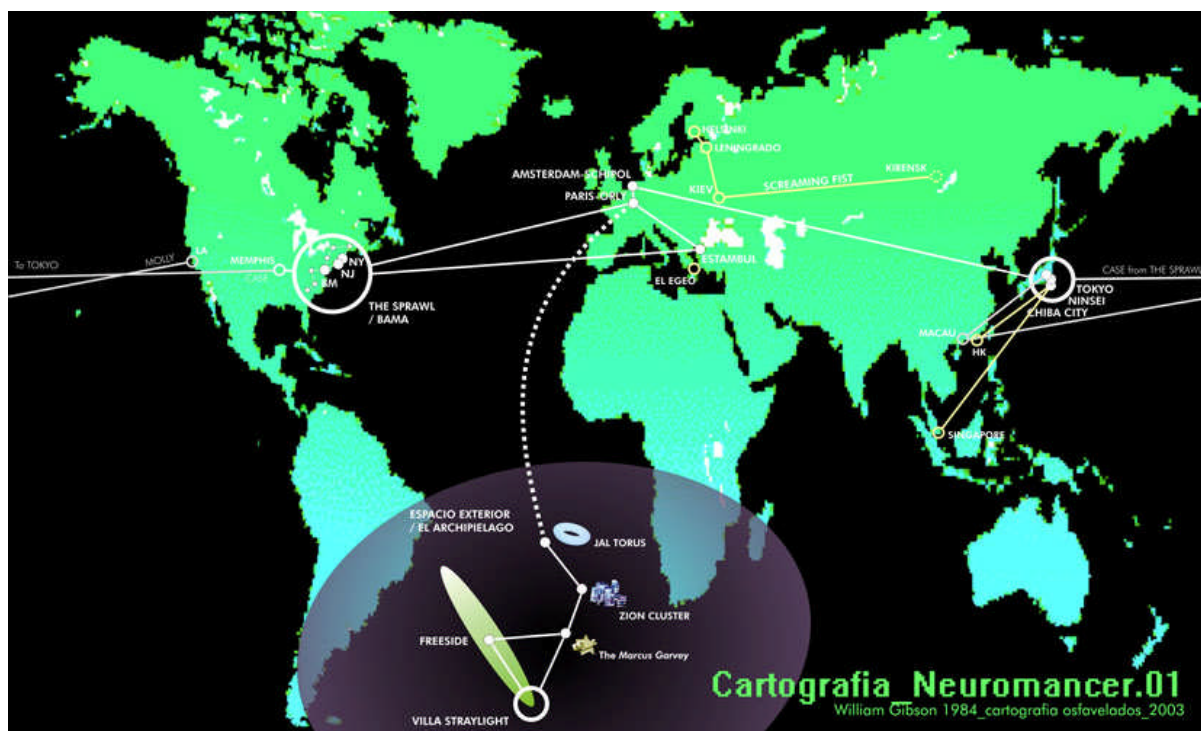 HELSINKI
LENINGRADO
AMSTERDAM-SCHIPOL
KIRENSK
SCREAMING FIST
KIEV
PARIS-ORLY
LA
MOLLY
To TOKYO
MEMPHIS
CASE
NY
NJ
SM
ESTAMBUL
EL EGEO
CASE from THE SPRAWL
TOKYO
NINSEI
CHIBA CITY
THE SPRAWL
/ BAMA
MACAU
HK
SINGAPORE
ESPACIO EXTERIOR
/ EL ARCHIPIELAGO
JAL TORUS
ZION CLUSTER
FREESIDE
The Marcus Garvey
VILLA STRAYLIGHT
Cartografia_Neuromancer.01
William Gibson 1984_cartografia osfavelados_2003